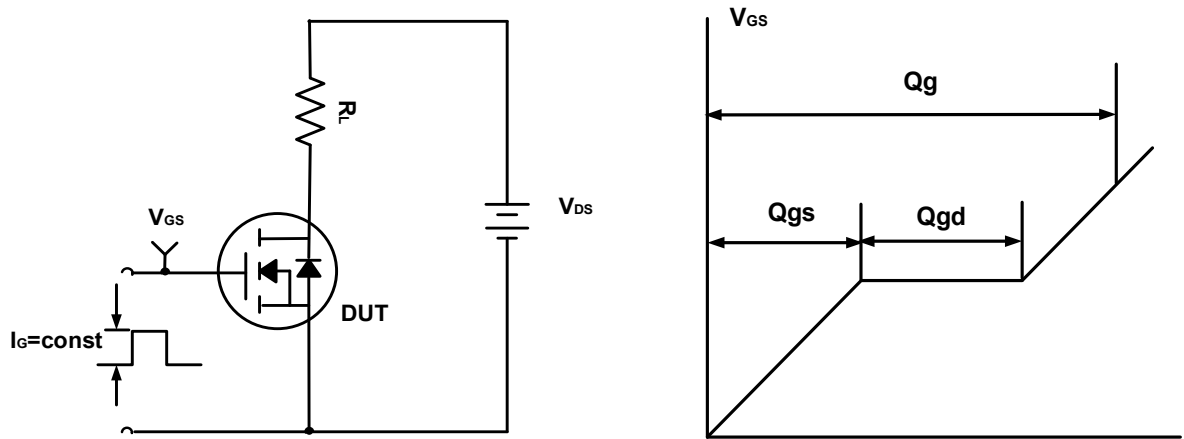 VGS
Qg
RL
VGS
VDS
Qgs
Qgd
DUT
IG=const